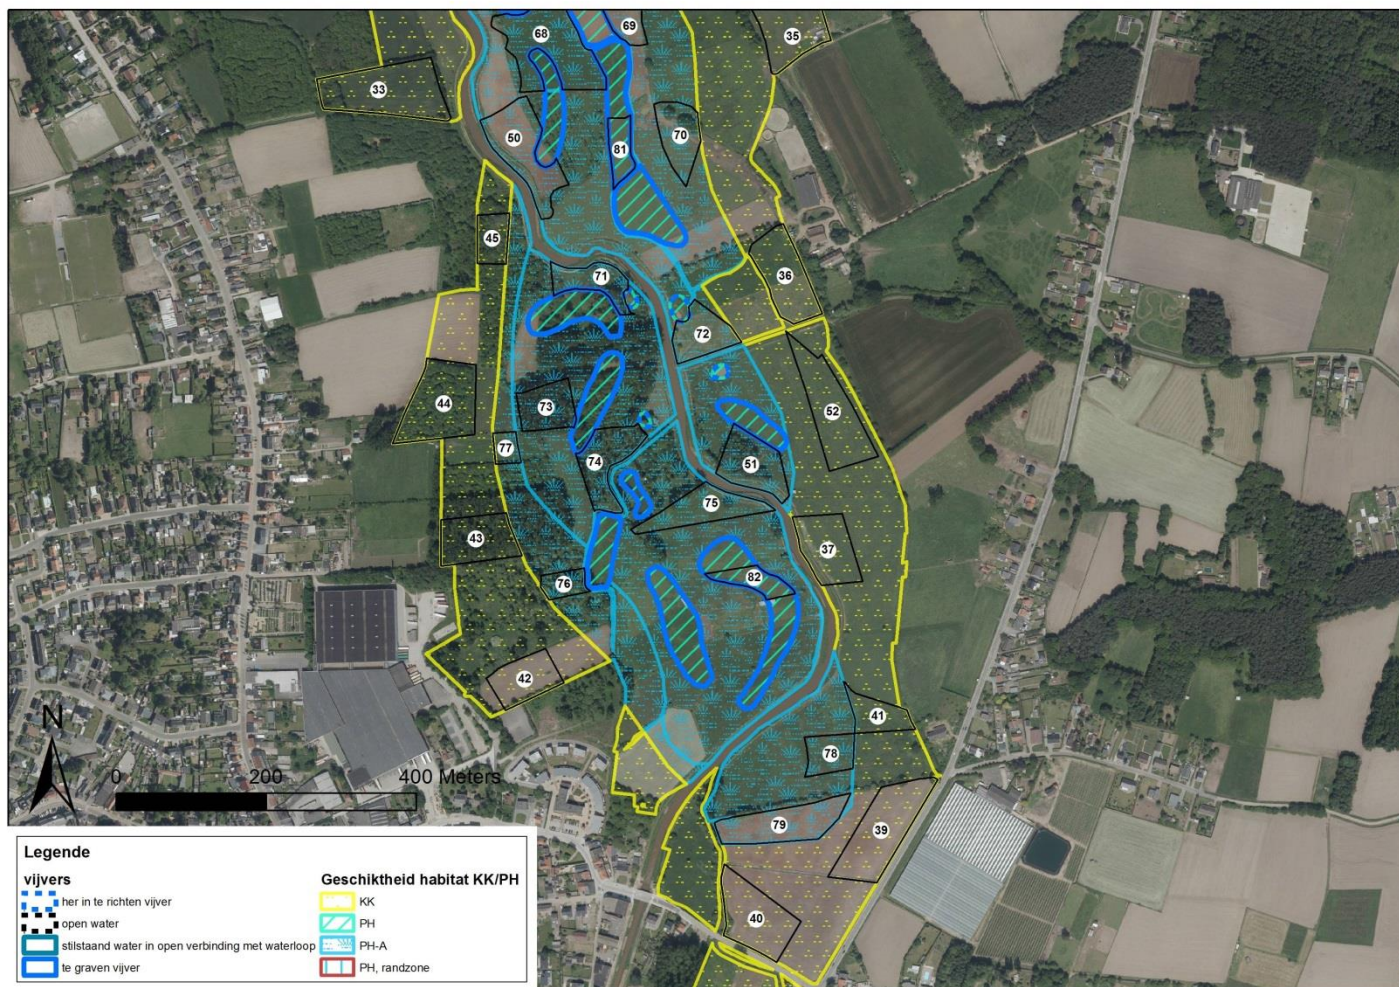 68
69
35
33
50
81
70
45
71
36
72
44
73
52
77
74
51
75
43
37
76
82
42
41
78
79
39
40
N
0 200 400 Meters
Legende
vijvers
her in te richten vijver
open water
stilstaand water in open verbinding met waterloop
te graven vijver
Geschiktheid habitat KK/PH
KK
PH
PH-A
PH, randzone